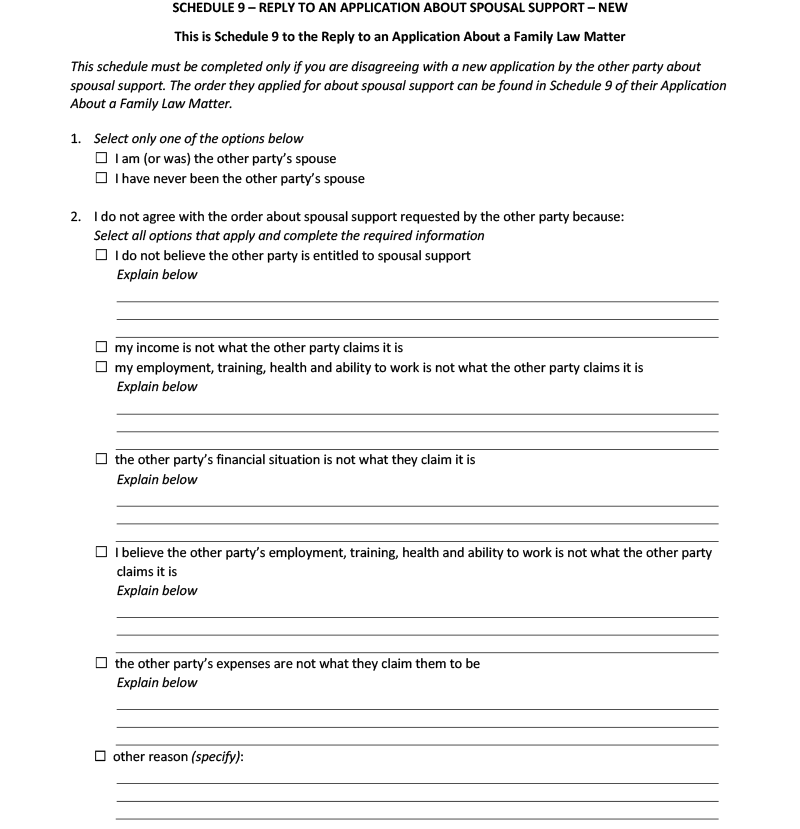 SCHEDULE 9 – REPLY TO AN APPLICATION ABOUT SPOUSAL SUPPORT – NEW
This is Schedule 9 to the Reply to an Application About a Family Law Matter
This schedule must be completed only if you are disagreeing with a new application by the other party about
spousal support. The order they applied for about spousal support can be found in Schedule 9 of their Application
About a Family Law Matter.
1. Select only one of the options below
☐ I am (or was) the other party’s spouse
☐ I have never been the other party’s spouse
2. I do not agree with the order about spousal support requested by the other party because:
Select all options that apply and complete the required information
☐ I do not believe the other party is entitled to spousal support
Explain below
☐ my income is not what the other party claims it is
☐ my employment, training, health and ability to work is not what the other party claims it is
Explain below
☐ the other party’s financial situation is not what they claim it is
Explain below
☐ I believe the other party’s employment, training, health and ability to work is not what the other party
claims it is
Explain below
☐ the other party’s expenses are not what they claim them to be
Explain below
☐ other reason (specify):